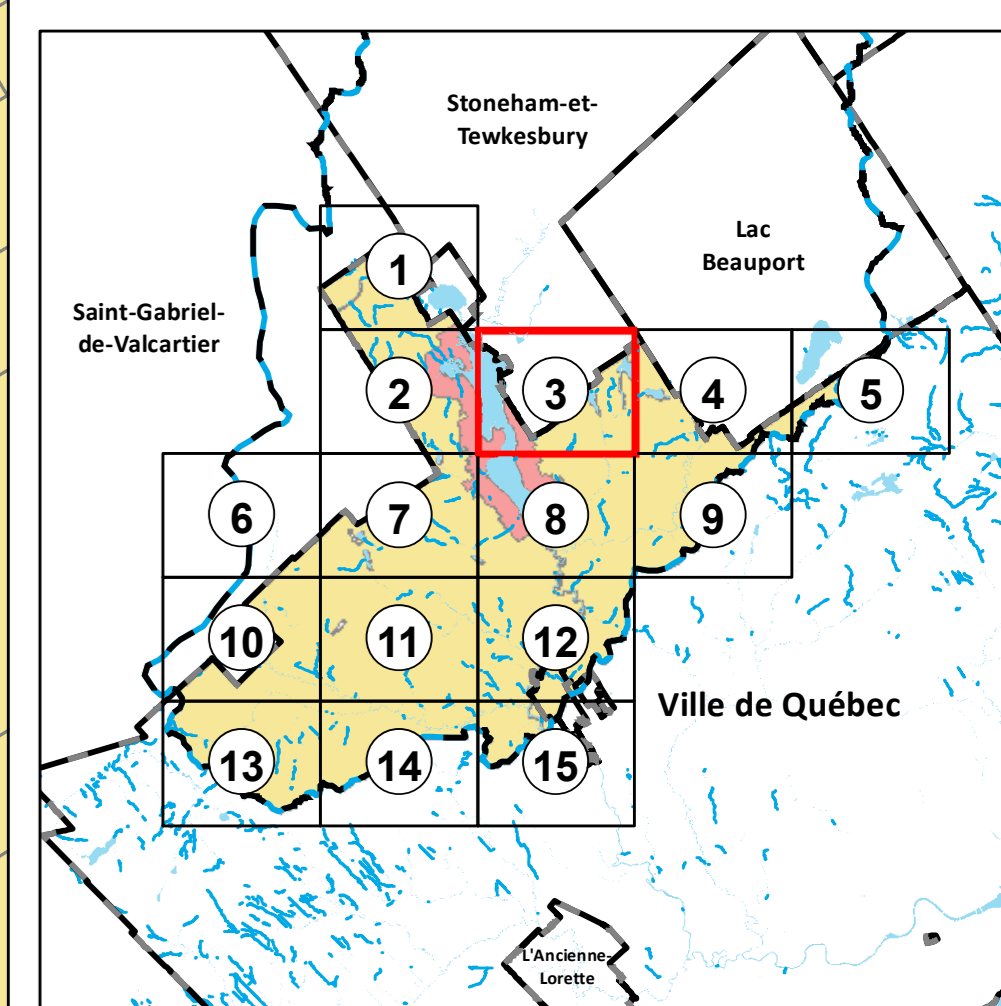 Stoneham-et-
Tewkesbury
Lac
Beauport
Saint-Gabriel-
de-Valcartier
1
2
3
4
5
6
7
8
9
10
11
12
Ville de Québec
13
14
15
L'Ancienne-
Lorette